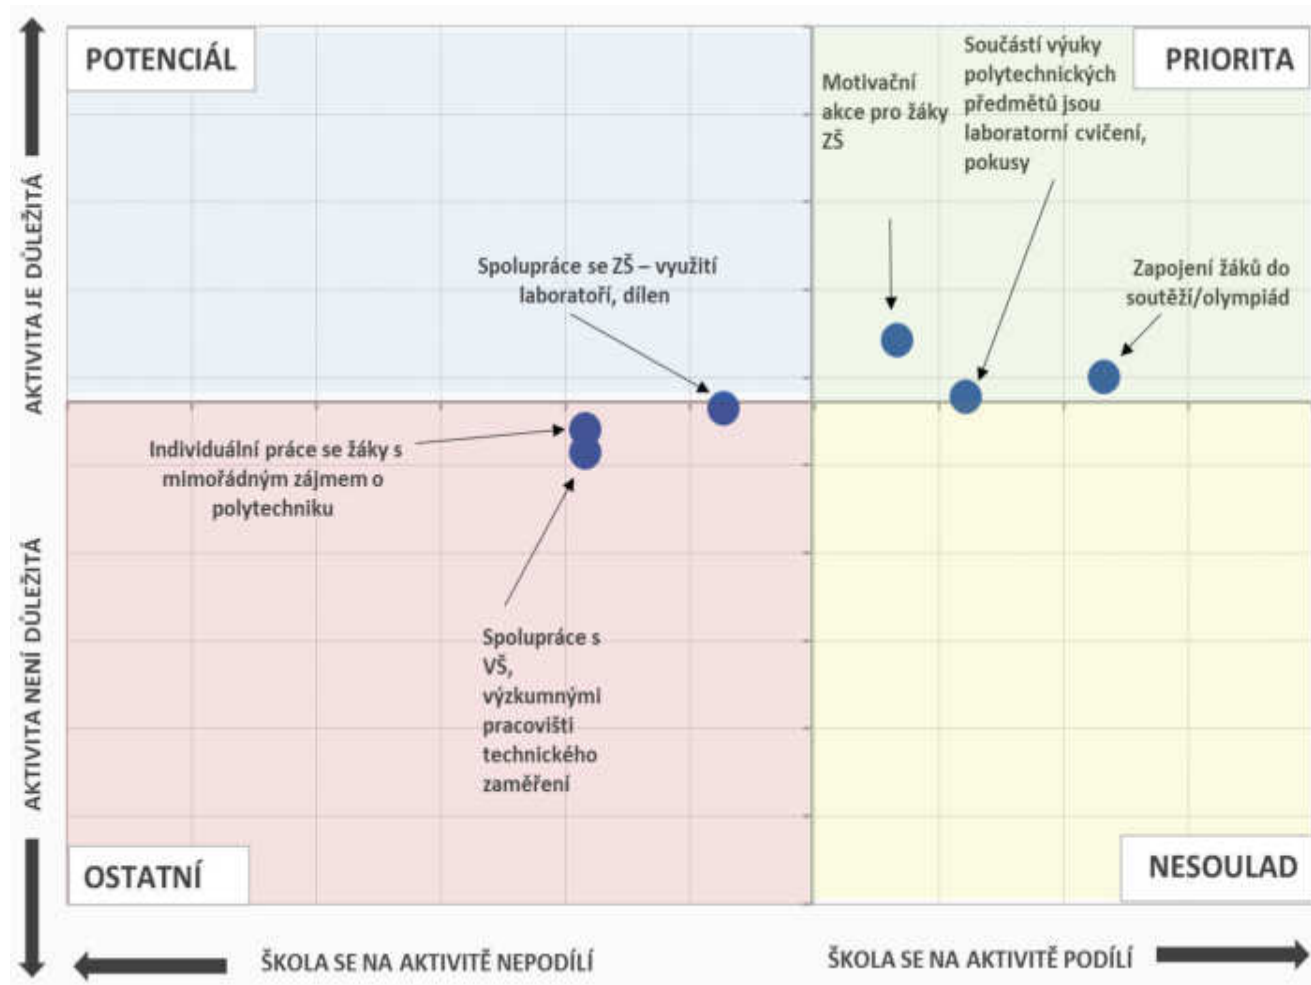 POTENCIÁL
PRIORITA
Motivační
akce pro žáky
ZŠ
Součástí výuky
polytechnických
předmětů jsou
laboratorní cvičení,
pokusy
Spolupráce se ZŠ – využití
laboratoří, dílen
Zapojení žáků do
soutěží/olympiád
AKTIVITA JE DŮLEŽITÁ
Individuální práce se žáky s
mimořádným zájmem o
polytechniku
Spolupráce s
VŠ,
výzkumnými
pracovišti
technického
zaměření
AKTIVITA NENÍ DŮLEŽITÁ
OSTATNÍ
NESOULAD
ŠKOLA SE NA AKTIVITĚ NEPODÍLÍ
ŠKOLA SE NA AKTIVITĚ PODÍLÍ